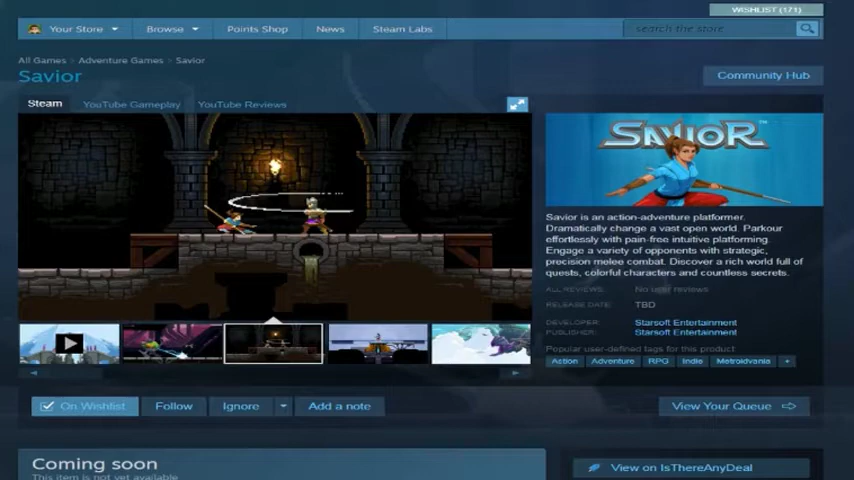 WISHLIST (171)
Your Store
Browse
Points Shop
News
Steam Labs
search the store
All Games > Adventure Games > Savior
Savior
Community Hub
Steam
YouTube Gameplay
YouTube Reviews
SAVIOR™
Savior is an action-adventure platformer.
Dramatically change a vast open world. Parkour
effortlessly with pain-free intuitive platforming.
Engage a variety of opponents with strategic,
precision melee combat. Discover a rich world full of
quests, colorful characters and countless secrets.
ALL REVIEWS: No user reviews
RELEASE DATE: TBD
DEVELOPER: Starsoft Entertainment
PUBLISHER: Starsoft Entertainment
Popular user-defined tags for this product:
Action Adventure RPG Indie Metroidvania +
On Wishlist
Follow
Ignore
Add a note
View Your Queue
Coming soon
This item is not yet available
View on IsThereAnyDeal